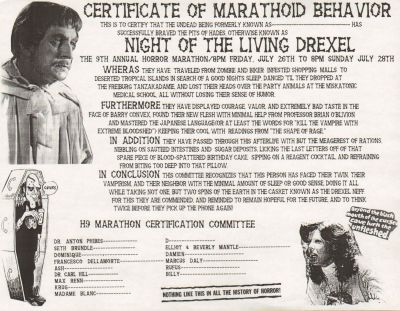 CERTIFICATE OF MARATHOID BEHAVIOR
THIS IS TO CERTIFY THAT THE UNDEAD BEING FORMERLY KNOWN AS HAS
SUCCESSFULLY BRAVED THE PITS OF HADES, OTHERWISE KNOWN AS
NIGHT OF THE LIVING DREXEL
THE 9TH ANNUAL HORROR MARATHON/8PM FRIDAY, JULY 26TH TO 8PM SUNDAY JULY 28TH
WHERAS THEY HAVE TRAVELED FROM ZOMBIE AND BIKER INFESTED SHOPPING MALLS TO
DESERTED TROPICAL ISLANDS IN SEARCH OF A GOOD NIGHTS SLEEP, DANCED 'TIL THEY DROPPED AT
THE FREIBURG TANZAKADAMIE, AND LOST THEIR HEADS OVER THE PARTY ANIMALS AT THE MISKATONIC
MEDICAL SCHOOL, ALL WITHOUT LOSING THEIR SENSE OF HUMOR.
FURTHERMORE THEY HAVE DISPLAYED COURAGE, VALOR, AND EXTREMELY BAD TASTE IN THE
FACE OF BARRY CONVEX, FOUND THEIR NEW FLESH WITH MINIMAL HELP FROM PROFESSOR BRIAN O'BLIVION
AND MASTERED THE JAPANESE LANGUAGE(OR AT LEAST THE WORDS FOR "KILL THE VAMPIRE WITH
EXTREME BLOODSHED") KEEPING THEIR COOL WITH READINGS FROM "THE SHAPE OF RAGE."
IN ADDITION THEY HAVE PASSED THROUGH THIS AFTERLIFE WITH BUT THE MEAGEREST OF RATIONS,
NIBBLING ON SAUTEED INTESTINES AND SUGAR DEPOSITS, LICKING THE LAST LETTERS OFF OF THAT
SPARE PIECE OF BLOOD-SPATTERED BIRTHDAY CAKE, SIPPING ON A REAGENT COCKTAIL, AND REFRAINING
FROM BITING TOO DEEP INTO THAT PILLOW.
IN CONCLUSION THIS COMMITTEE RECOGNIZES THAT THIS PERSON HAS FACED THEIR TWIN, THEIR
VAMPIRISM, AND THEIR NEIGHBOR WITH THE MINIMAL AMOUNT OF SLEEP OR GOOD SENSE, DOING IT ALL
WHILE TAKING NOT ONE, BUT TWO SPINS OF THE EARTH IN THE CASKET KNOWN AS THE DREXEL NEFF.
FOR THIS THEY ARE COMMENDED, AND REMINDED TO REMAIN HOPEFUL FOR THE FUTURE, AND TO THINK
TWICE BEFORE THEY PICK UP THE PHONE AGAIN!
H9 MARATHON CERTIFICATION COMMITTEE
DR. ANTON PHIBES
SETH BRUNDLE
DOMINIQUE
FRANCESCO DELLAMORTE
ASH
DR. CARL HILL
MAX RENN
KRUG
MADAME BLANC
D
ELLIOT & BEVERLY MANTLE
DAMIEN
MARCUS DALY
RUFUS
BILLY
NOTHING LIKE THIS IN ALL THE HISTORY OF HORROR!
Beyond the black
mouth of the cursed
cave, lurks the
unfleshed.